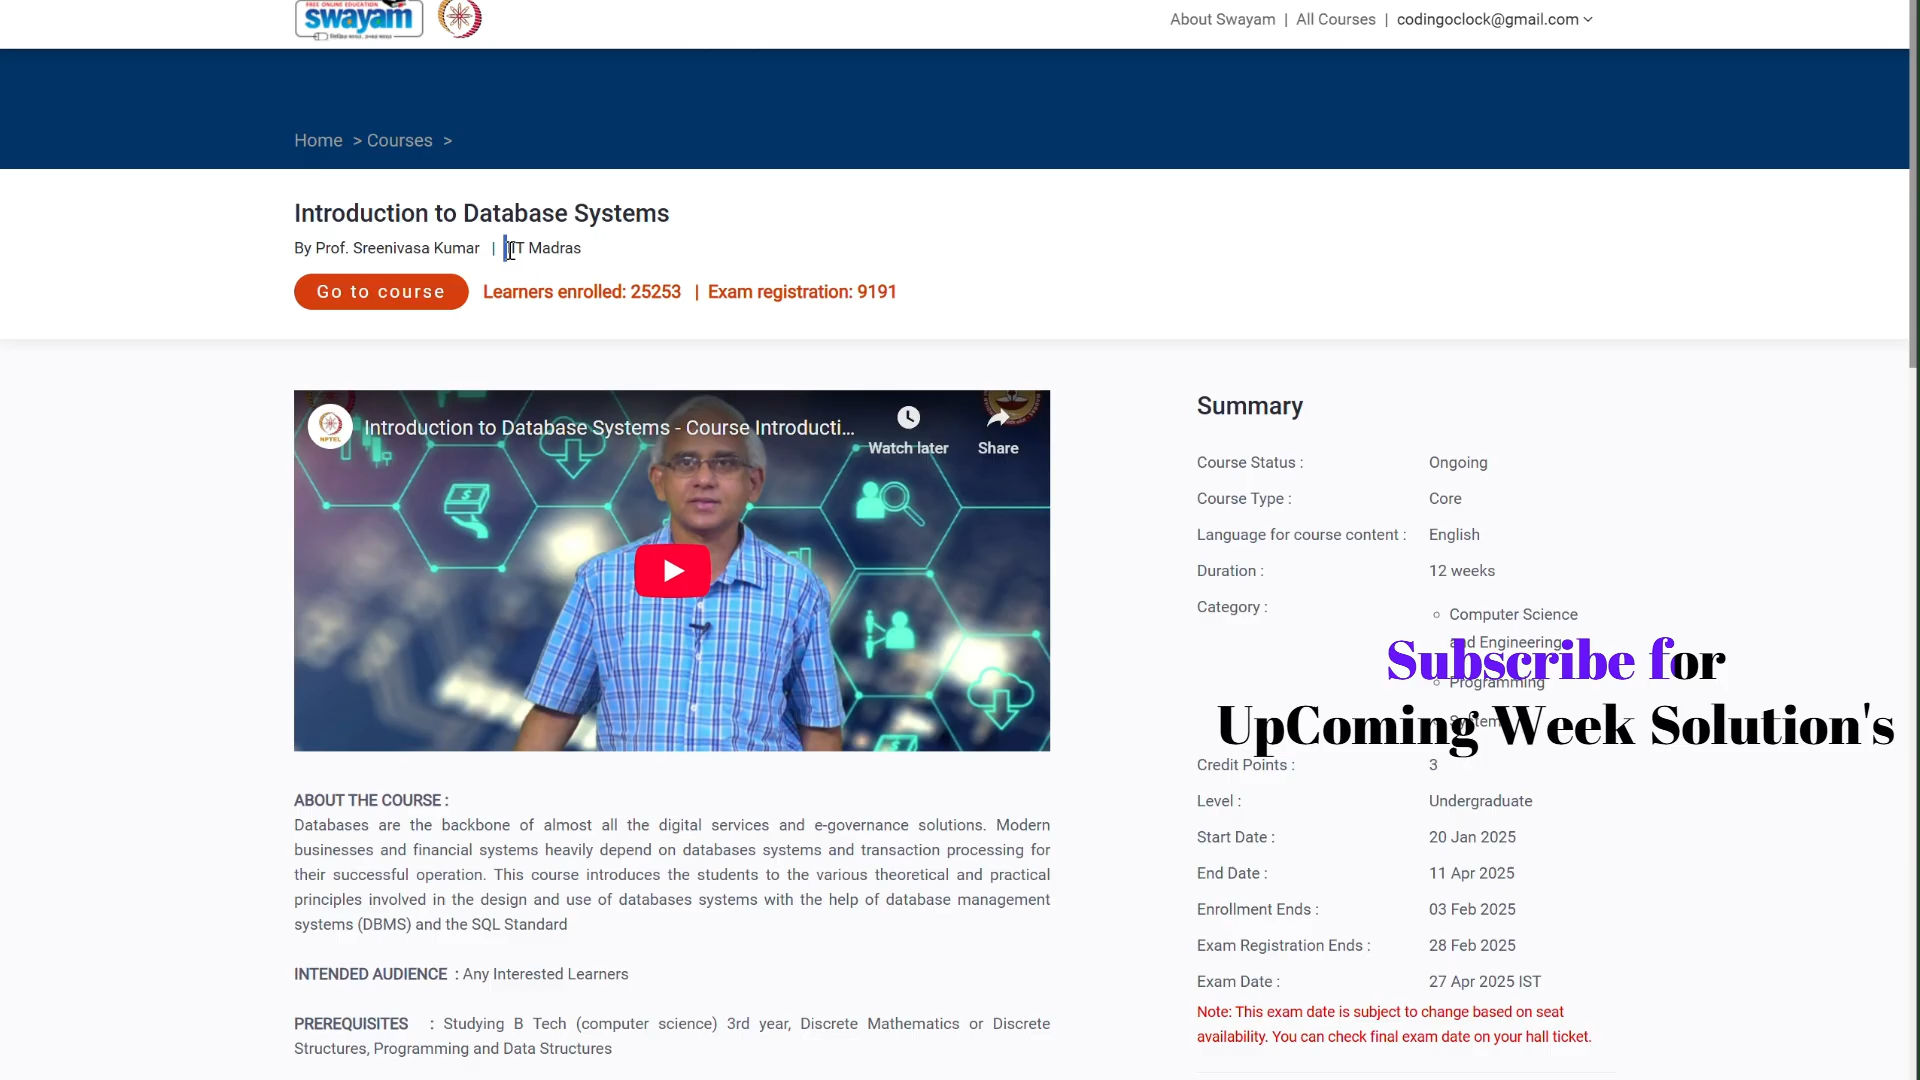 FREE ONLINE EDUCATION
swayam
About Swayam | All Courses | codingoclock@gmail.com
Home > Courses >
Introduction to Database Systems
By Prof. Sreenivasa Kumar | IIT Madras
Go to course
Learners enrolled: 25253 | Exam registration: 9191
NPTEL
Introduction to Database Systems - Course Introducti...
Watch later
Share
ABOUT THE COURSE :
Databases are the backbone of almost all the digital services and e-governance solutions. Modern
businesses and financial systems heavily depend on databases systems and transaction processing for
their successful operation. This course introduces the students to the various theoretical and practical
principles involved in the design and use of databases systems with the help of database management
systems (DBMS) and the SQL Standard
INTENDED AUDIENCE : Any Interested Learners
PREREQUISITES : Studying B Tech (computer science) 3rd year, Discrete Mathematics or Discrete
Structures, Programming and Data Structures
Summary
Course Status : Ongoing
Course Type : Core
Language for course content : English
Duration : 12 weeks
Category :
Computer Science
and Engineering
Programming
Subscribe for
UpComing Week Solution's
Credit Points : 3
Level : Undergraduate
Start Date : 20 Jan 2025
End Date : 11 Apr 2025
Enrollment Ends : 03 Feb 2025
Exam Registration Ends : 28 Feb 2025
Exam Date : 27 Apr 2025 IST
Note: This exam date is subject to change based on seat
availability. You can check final exam date on your hall ticket.